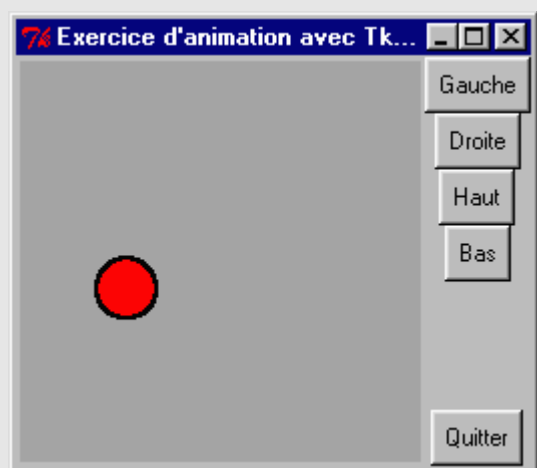 Exercice d'animation avec Tk...
Gauche
Droite
Haut
Bas
Quitter